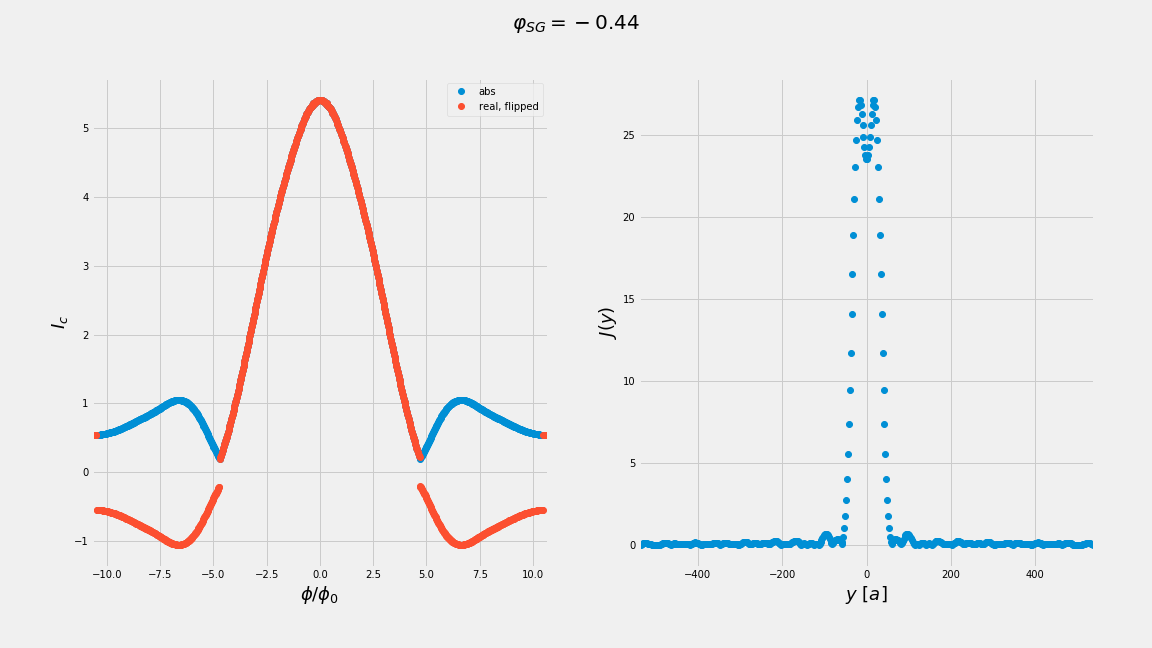 φ_SG = −0.44
abs
real, flipped
I_c
5
4
3
2
1
0
−1
−10.0 −7.5 −5.0 −2.5 0.0 2.5 5.0 7.5 10.0
ϕ/ϕ_0
J(y)
25
20
15
10
5
0
−400 −200 0 200 400
y [a]